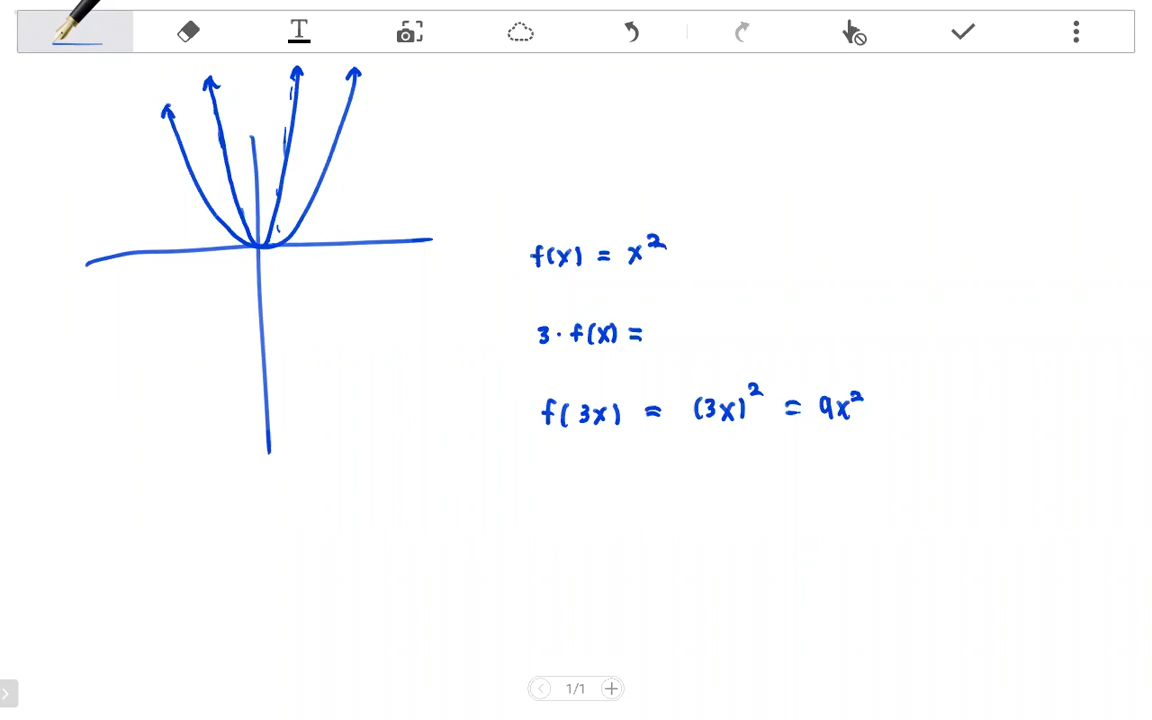 T
f(x) = x²
3 · f(x) =
f(3x) = (3x)² = 9x²
1/1